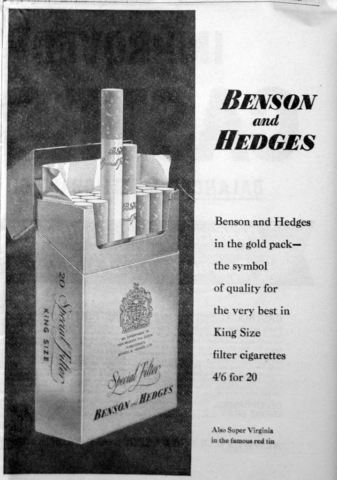 BENSON
and
HEDGES
Benson and Hedges
in the gold pack—
the symbol
of quality for
the very best in
King Size
filter cigarettes
4/6 for 20
Also Super Virginia
in the famous red tin
20 Special Filter
KING SIZE
Special Filter
BENSON and HEDGES